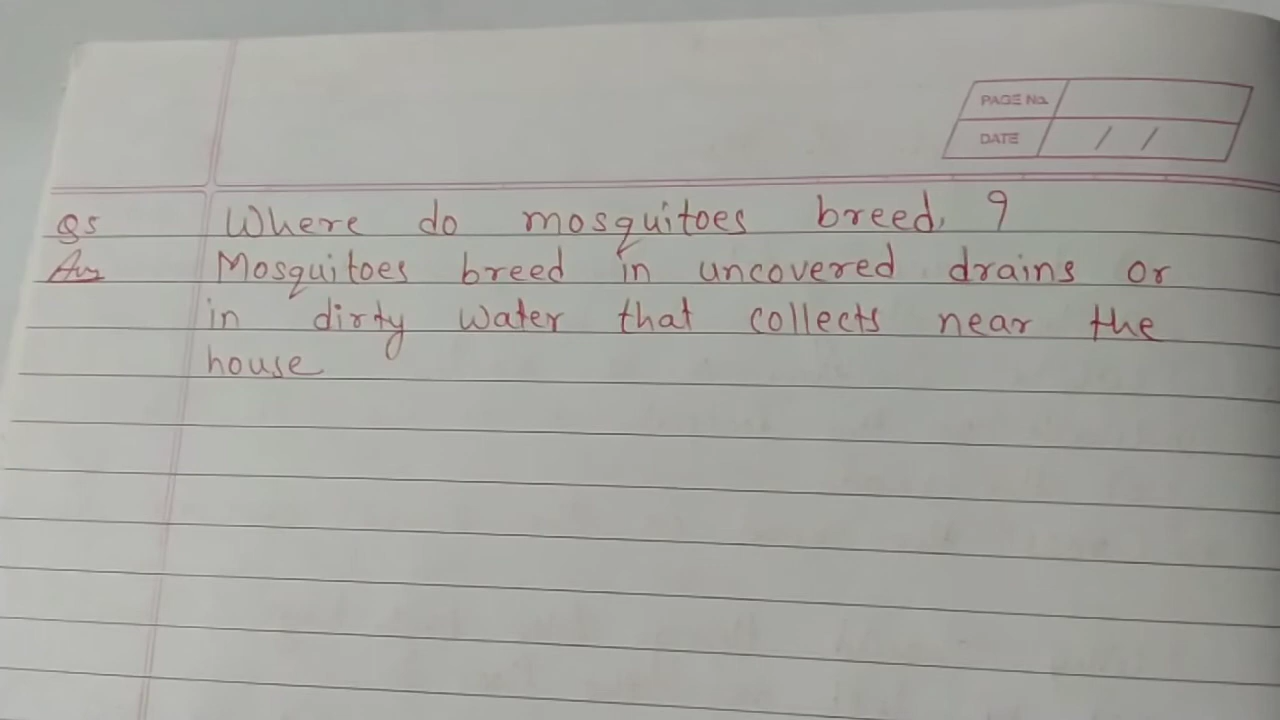 PAGE No.
DATE / /
Q5 Where do mosquitoes breed, ?
Ans Mosquitoes breed in uncovered drains or
in dirty water that collects near the
house